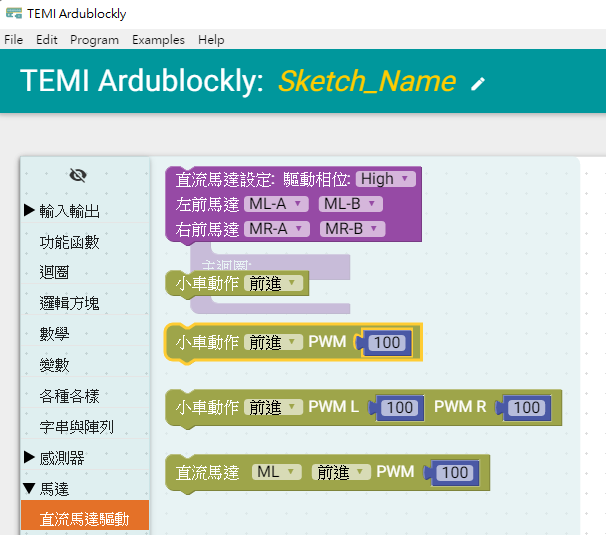 TEMI Ardublockly
File Edit Program Examples Help
TEMI Ardublockly: Sketch_Name
輸入輸出
功能函數
迴圈
邏輯方塊
數學
變數
各種各樣
字串與陣列
感測器
馬達
直流馬達驅動
直流馬達設定: 驅動相位: High
左前馬達 ML-A ML-B
右前馬達 MR-A MR-B
主迴圈:
小車動作 前進
小車動作 前進 PWM 100
小車動作 前進 PWM L 100 PWM R 100
直流馬達 ML 前進 PWM 100